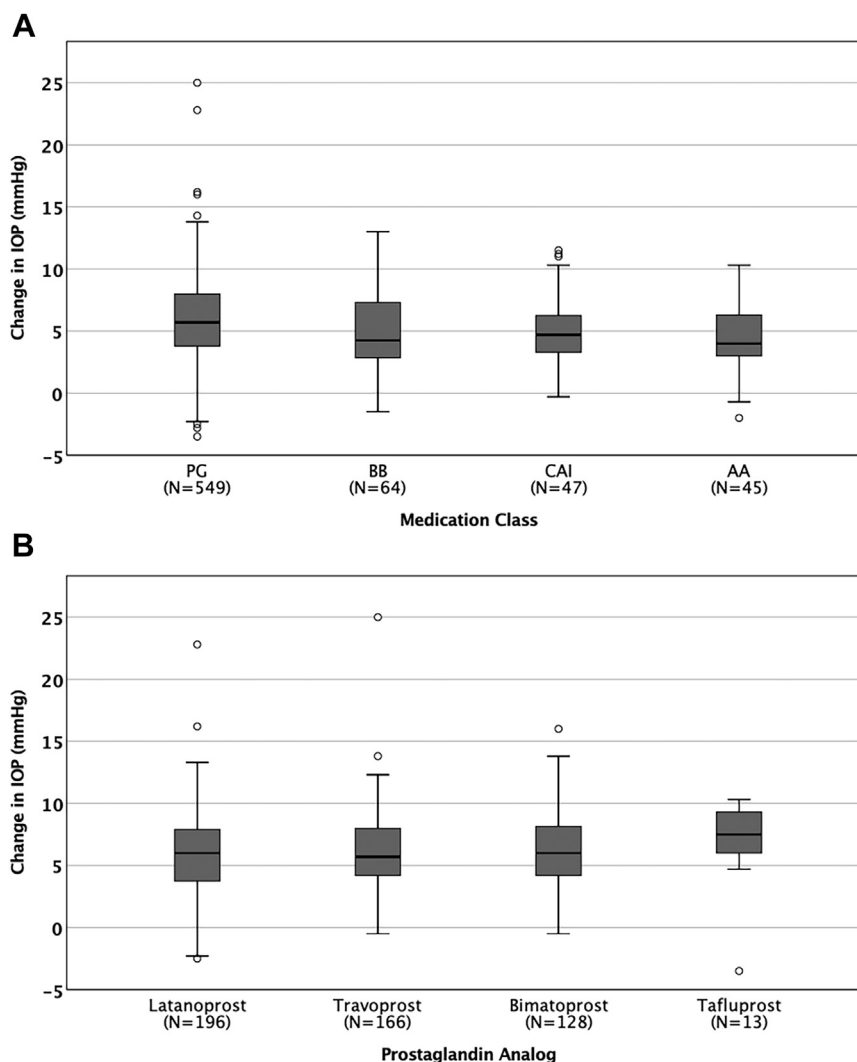 A
Change in IOP (mmHg)
25
20
15
10
5
0
-5
PG BB CAI AA
(N=549) (N=64) (N=47) (N=45)
Medication Class
B
Change in IOP (mmHg)
25
20
15
10
5
0
-5
Latanoprost Travoprost Bimatoprost Tafluprost
(N=196) (N=166) (N=128) (N=13)
Prostaglandin Analog